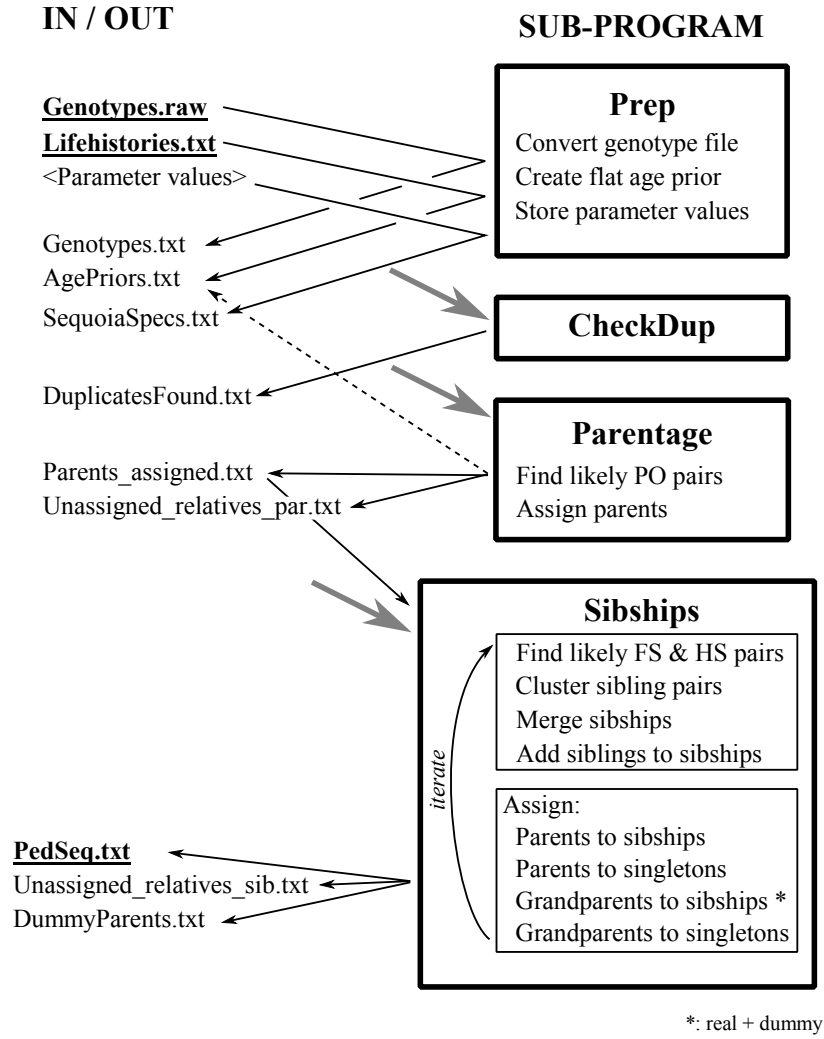 IN / OUT
SUB-PROGRAM
Genotypes.raw
Lifehistories.txt
<Parameter values>
Genotypes.txt
AgePriors.txt
SequoiaSpecs.txt
DuplicatesFound.txt
Parents_assigned.txt
Unassigned_relatives_par.txt
PedSeq.txt
Unassigned_relatives_sib.txt
DummyParents.txt
Prep
Convert genotype file
Create flat age prior
Store parameter values
CheckDup
Parentage
Find likely PO pairs
Assign parents
Sibships
Find likely FS & HS pairs
Cluster sibling pairs
Merge sibships
Add siblings to sibships
iterate
Assign:
Parents to sibships
Parents to singletons
Grandparents to sibships *
Grandparents to singletons
*: real + dummy